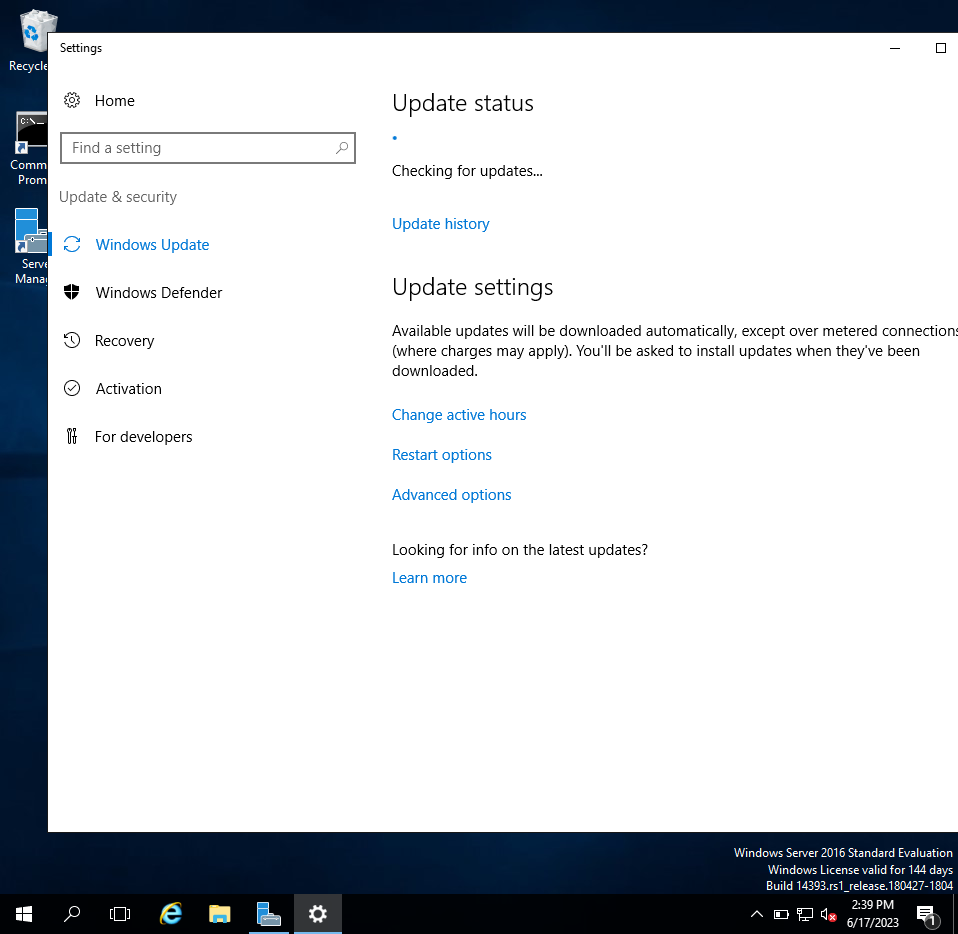 Recycle
Settings
Home
Find a setting
Update & security
Windows Update
Windows Defender
Recovery
Activation
For developers
C:\_
Comm
Prom
Serve
Manag
Update status
Checking for updates...
Update history
Update settings
Available updates will be downloaded automatically, except over metered connections
(where charges may apply). You'll be asked to install updates when they've been
downloaded.
Change active hours
Restart options
Advanced options
Looking for info on the latest updates?
Learn more
Windows Server 2016 Standard Evaluation
Windows License valid for 144 days
Build 14393.rs1_release.180427-1804
2:39 PM
6/17/2023
1